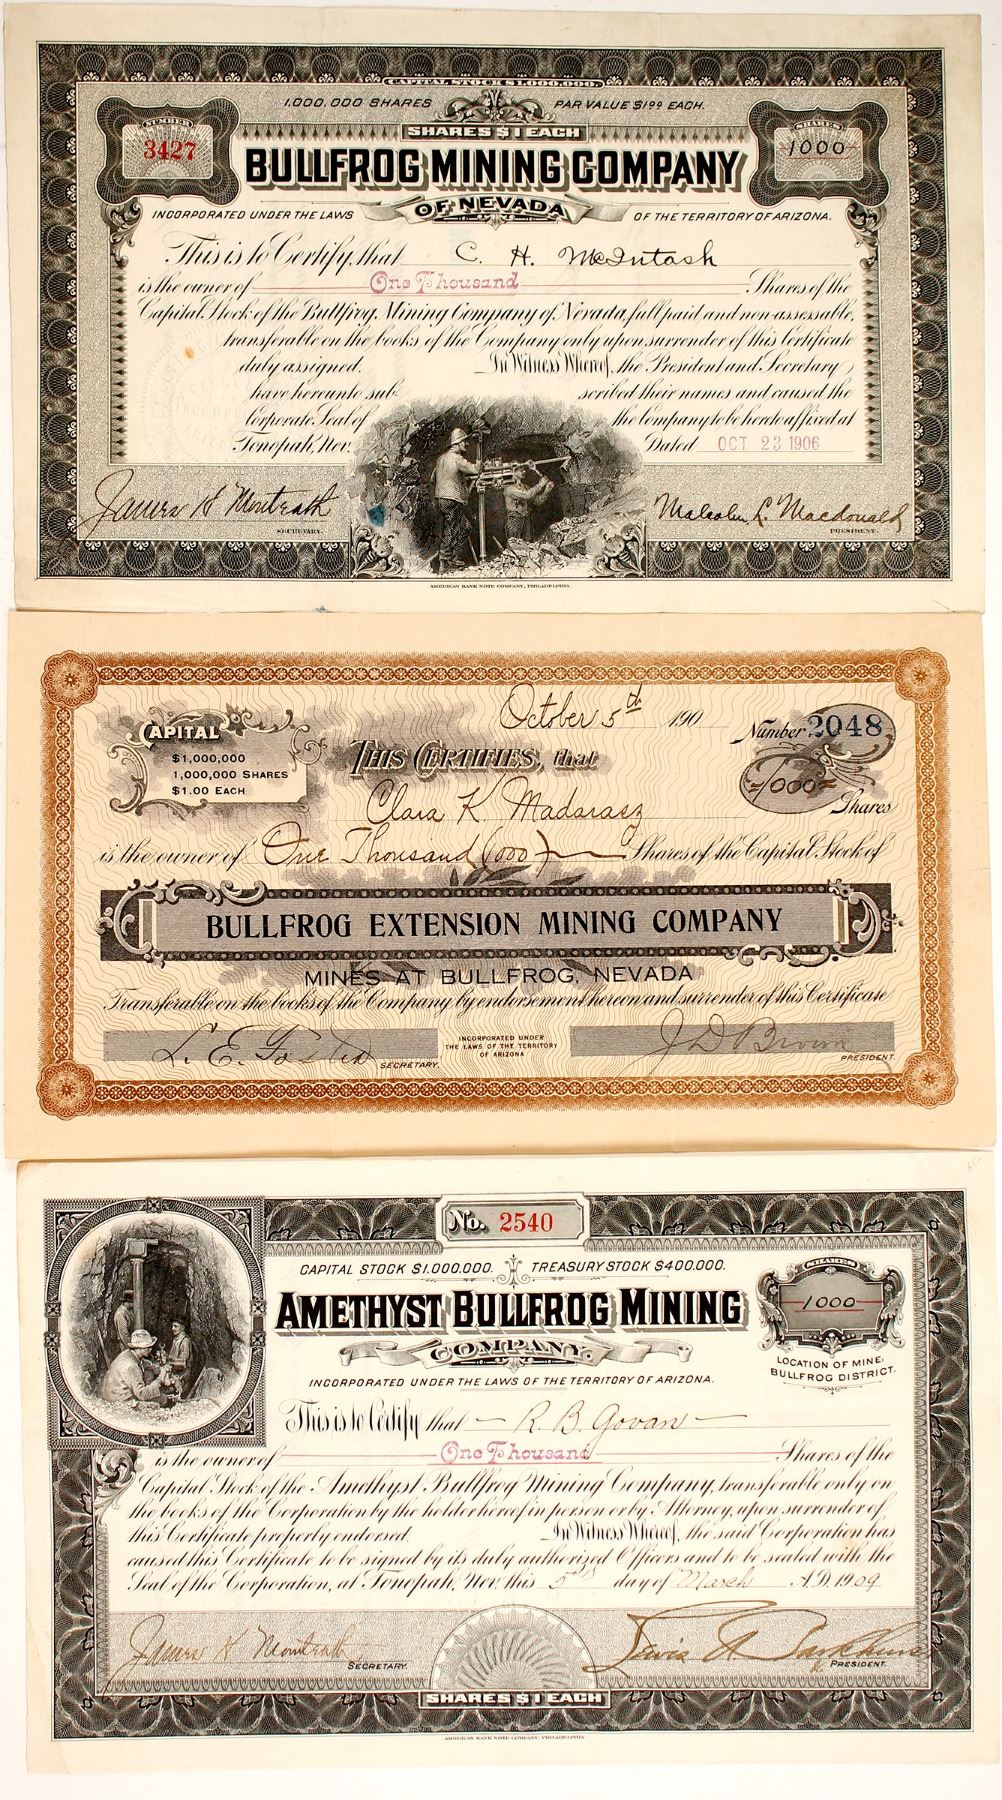 CAPITAL STOCK $1,000,000.
1,000,000 SHARES PAR VALUE $1.00 EACH.
SHARES $1 EACH
NUMBER
3427
SHARES
1000
BULLFROG MINING COMPANY
OF NEVADA
INCORPORATED UNDER THE LAWS OF THE TERRITORY OF ARIZONA.
This is to Certify, that C. H. McIntash
is the owner of One Thousand Shares of the
Capital Stock of the Bullfrog Mining Company of Nevada, full paid and non-assessable,
transferable on the books of the Company only upon surrender of this Certificate
duly assigned. In Witness Whereof, the President and Secretary
have hereunto sub scribed their names and caused the
Corporate Seal of the Company to be hereto affixed at
Tonopah, Nev. Dated OCT 23 1906
James H Montrath
SECRETARY.
Malcolm L. Macdonald
PRESIDENT.
AMERICAN BANK NOTE COMPANY, PHILADELPHIA.
October 5th 190
CAPITAL
$1,000,000
1,000,000 SHARES
$1.00 EACH
Number 2048
=1000=
Shares
THIS CERTIFIES, that
Clara K. Madarasz
is the owner of One Thousand (1000) Shares of the Capital Stock of
BULLFROG EXTENSION MINING COMPANY
MINES AT BULLFROG, NEVADA
Transferable on the books of the Company by endorsement hereon and surrender of this Certificate
L. E. Foster
SECRETARY.
INCORPORATED UNDER
THE LAWS OF THE TERRITORY
OF ARIZONA
J D Brown
PRESIDENT.
65-
No. 2540
CAPITAL STOCK $1,000,000. TREASURY STOCK $400,000.
SHARES
1000
AMETHYST BULLFROG MINING
COMPANY.
LOCATION OF MINE,
BULLFROG DISTRICT.
INCORPORATED UNDER THE LAWS OF THE TERRITORY OF ARIZONA.
This is to Certify that R. B. Govan
is the owner of One Thousand Shares of the
Capital Stock of the Amethyst Bullfrog Mining Company, transferable only on
the books of the Corporation by the holder hereof in person or by Attorney, upon surrender of
this Certificate properly endorsed. In Witness Whereof, the said Corporation has
caused this Certificate to be signed by its duly authorized Officers and to be sealed with the
Seal of the Corporation, at Tonopah, Nev. this 5th day of March A.D. 1909
James H Montrath
SECRETARY.
PRESIDENT.
SHARES $1 EACH
AMERICAN BANK NOTE COMPANY, PHILADELPHIA.